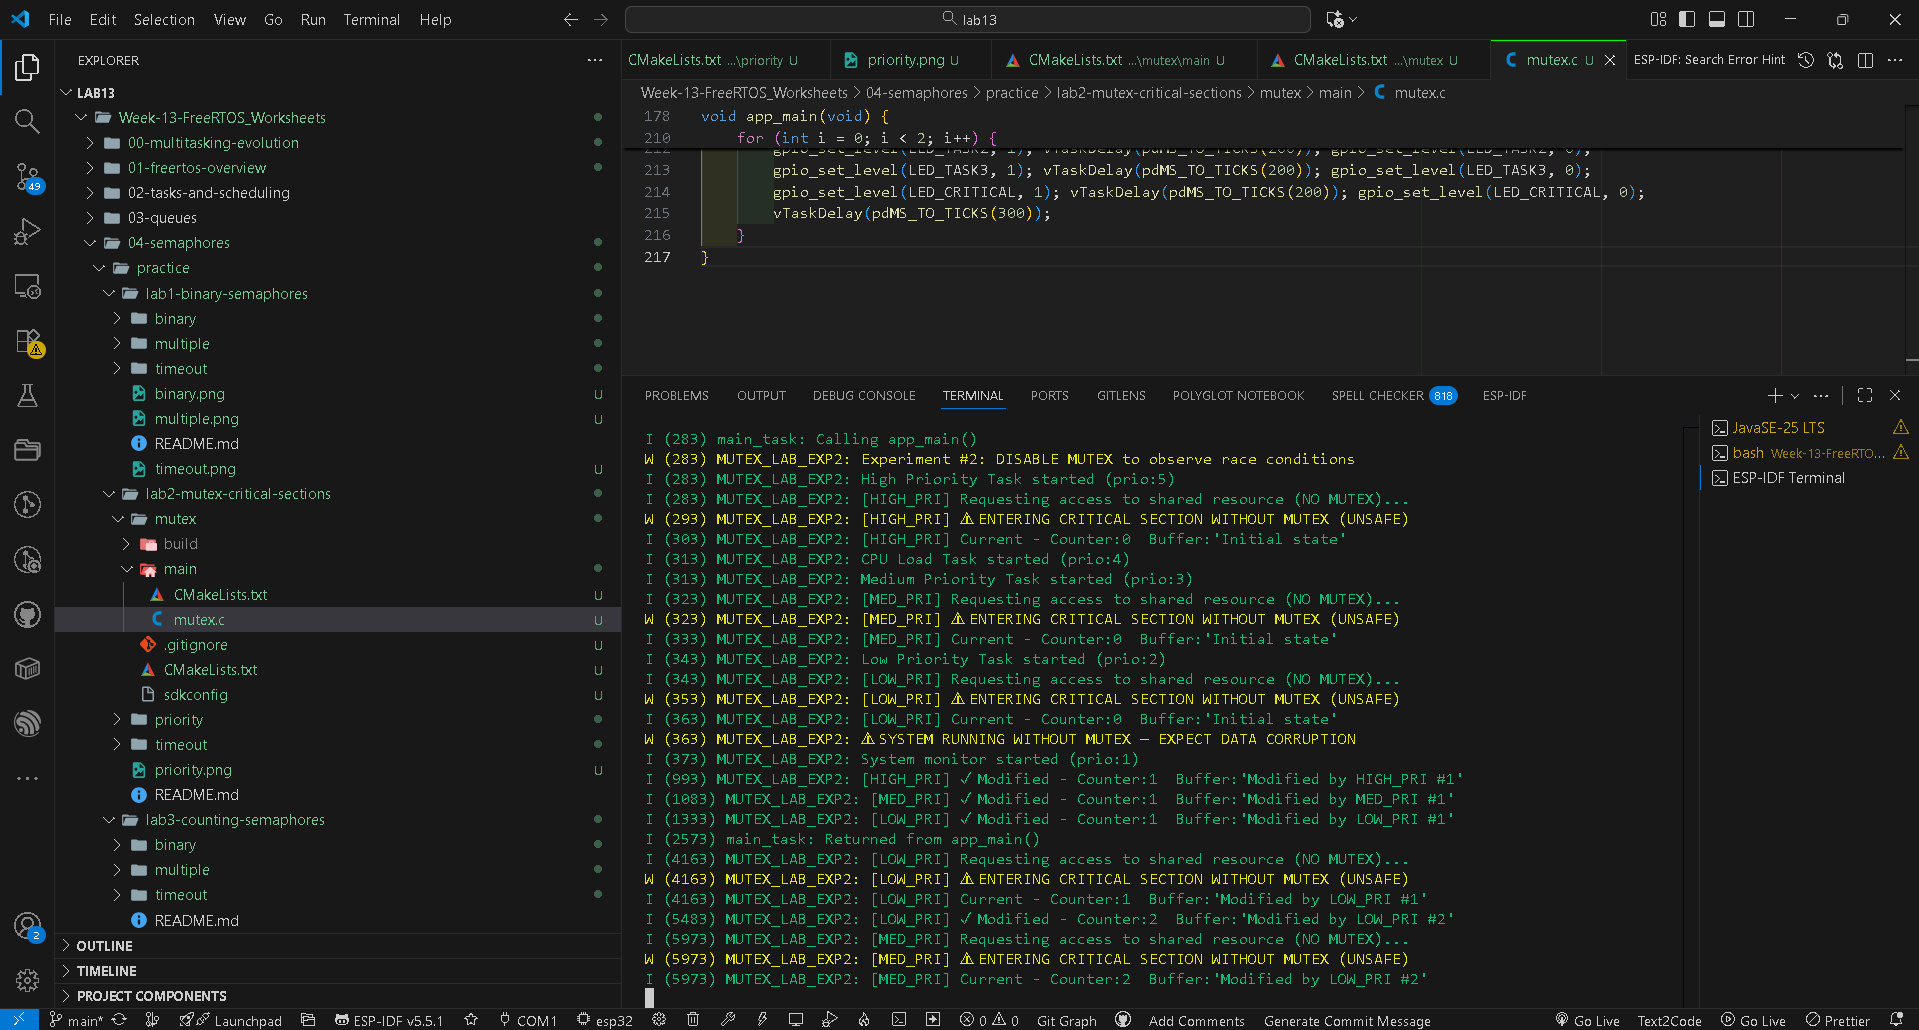 File Edit Selection View Go Run Terminal Help
lab13
EXPLORER
LAB13
Week-13-FreeRTOS_Worksheets
00-multitasking-evolution
01-freertos-overview
02-tasks-and-scheduling
03-queues
04-semaphores
practice
lab1-binary-semaphores
binary
multiple
timeout
binary.png U
multiple.png U
README.md
timeout.png U
lab2-mutex-critical-sections
mutex
build
main
CMakeLists.txt U
mutex.c U
.gitignore U
CMakeLists.txt U
sdkconfig U
priority
timeout
priority.png U
README.md
lab3-counting-semaphores
binary
multiple
timeout
README.md
OUTLINE
TIMELINE
PROJECT COMPONENTS
49
2
CMakeLists.txt ...\priority U
priority.png U
CMakeLists.txt ...\mutex\main U
CMakeLists.txt ...\mutex U
mutex.c U
ESP-IDF: Search Error Hint
Week-13-FreeRTOS_Worksheets > 04-semaphores > practice > lab2-mutex-critical-sections > mutex > main > mutex.c
178 void app_main(void) {
210 for (int i = 0; i < 2; i++) {
212 gpio_set_level(LED_TASK2, 1); vTaskDelay(pdMS_TO_TICKS(200)); gpio_set_level(LED_TASK2, 0);
213 gpio_set_level(LED_TASK3, 1); vTaskDelay(pdMS_TO_TICKS(200)); gpio_set_level(LED_TASK3, 0);
214 gpio_set_level(LED_CRITICAL, 1); vTaskDelay(pdMS_TO_TICKS(200)); gpio_set_level(LED_CRITICAL, 0);
215 vTaskDelay(pdMS_TO_TICKS(300));
216 }
217 }
PROBLEMS OUTPUT DEBUG CONSOLE TERMINAL PORTS GITLENS POLYGLOT NOTEBOOK SPELL CHECKER 818 ESP-IDF
I (283) main_task: Calling app_main()
W (283) MUTEX_LAB_EXP2: Experiment #2: DISABLE MUTEX to observe race conditions
I (283) MUTEX_LAB_EXP2: High Priority Task started (prio:5)
I (283) MUTEX_LAB_EXP2: [HIGH_PRI] Requesting access to shared resource (NO MUTEX)...
W (293) MUTEX_LAB_EXP2: [HIGH_PRI] ⚠ ENTERING CRITICAL SECTION WITHOUT MUTEX (UNSAFE)
I (303) MUTEX_LAB_EXP2: [HIGH_PRI] Current - Counter:0 Buffer:'Initial state'
I (313) MUTEX_LAB_EXP2: CPU Load Task started (prio:4)
I (313) MUTEX_LAB_EXP2: Medium Priority Task started (prio:3)
I (323) MUTEX_LAB_EXP2: [MED_PRI] Requesting access to shared resource (NO MUTEX)...
W (323) MUTEX_LAB_EXP2: [MED_PRI] ⚠ ENTERING CRITICAL SECTION WITHOUT MUTEX (UNSAFE)
I (333) MUTEX_LAB_EXP2: [MED_PRI] Current - Counter:0 Buffer:'Initial state'
I (343) MUTEX_LAB_EXP2: Low Priority Task started (prio:2)
I (343) MUTEX_LAB_EXP2: [LOW_PRI] Requesting access to shared resource (NO MUTEX)...
W (353) MUTEX_LAB_EXP2: [LOW_PRI] ⚠ ENTERING CRITICAL SECTION WITHOUT MUTEX (UNSAFE)
I (363) MUTEX_LAB_EXP2: [LOW_PRI] Current - Counter:0 Buffer:'Initial state'
W (363) MUTEX_LAB_EXP2: ⚠ SYSTEM RUNNING WITHOUT MUTEX — EXPECT DATA CORRUPTION
I (373) MUTEX_LAB_EXP2: System monitor started (prio:1)
I (993) MUTEX_LAB_EXP2: [HIGH_PRI] ✓ Modified - Counter:1 Buffer:'Modified by HIGH_PRI #1'
I (1083) MUTEX_LAB_EXP2: [MED_PRI] ✓ Modified - Counter:1 Buffer:'Modified by MED_PRI #1'
I (1333) MUTEX_LAB_EXP2: [LOW_PRI] ✓ Modified - Counter:1 Buffer:'Modified by LOW_PRI #1'
I (2573) main_task: Returned from app_main()
I (4163) MUTEX_LAB_EXP2: [LOW_PRI] Requesting access to shared resource (NO MUTEX)...
W (4163) MUTEX_LAB_EXP2: [LOW_PRI] ⚠ ENTERING CRITICAL SECTION WITHOUT MUTEX (UNSAFE)
I (4163) MUTEX_LAB_EXP2: [LOW_PRI] Current - Counter:1 Buffer:'Modified by LOW_PRI #1'
I (5483) MUTEX_LAB_EXP2: [LOW_PRI] ✓ Modified - Counter:2 Buffer:'Modified by LOW_PRI #2'
I (5973) MUTEX_LAB_EXP2: [MED_PRI] Requesting access to shared resource (NO MUTEX)...
W (5973) MUTEX_LAB_EXP2: [MED_PRI] ⚠ ENTERING CRITICAL SECTION WITHOUT MUTEX (UNSAFE)
I (5973) MUTEX_LAB_EXP2: [MED_PRI] Current - Counter:2 Buffer:'Modified by LOW_PRI #2'
JavaSE-25 LTS
bash Week-13-FreeRTO...
ESP-IDF Terminal
main* Launchpad ESP-IDF v5.5.1 COM1 esp32 0 0 Git Graph Add Comments Generate Commit Message Go Live Text2Code Go Live Prettier